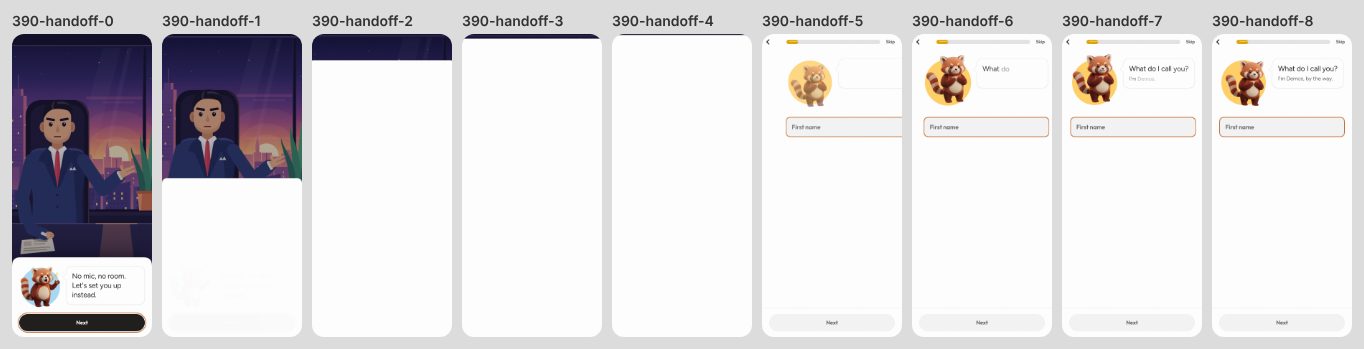 390-handoff-0
390-handoff-1
390-handoff-2
390-handoff-3
390-handoff-4
390-handoff-5
390-handoff-6
390-handoff-7
390-handoff-8
No mic, no room.
Let's set you up
instead.
Next
Skip
First name
Next
Skip
What do
First name
Next
Skip
What do I call you?
I'm Demos,
First name
Next
Skip
What do I call you?
I'm Demos, by the way.
First name
Next